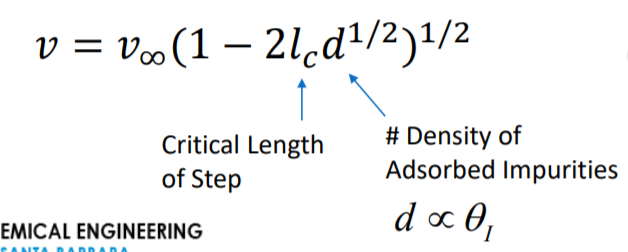 v = v∞(1 − 2l_c d^{1/2})^{1/2}
Critical Length
of Step
# Density of
Adsorbed Impurities
d ∝ θ_I
EMICAL ENGINEERING